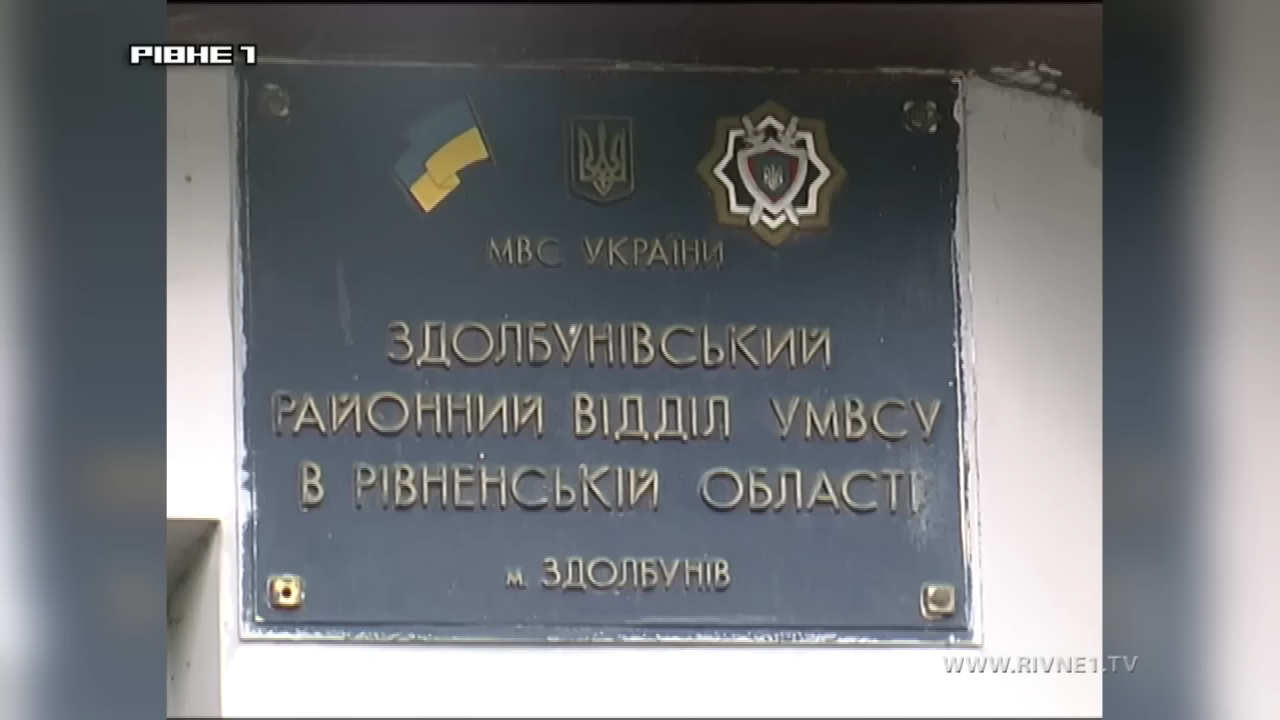 РІВНЕ 1
МВС УКРАЇНИ
ЗДОЛБУНІВСЬКИЙ
РАЙОННИЙ ВІДДІЛ УМВСУ
В РІВНЕНСЬКІЙ ОБЛАСТІ
м. ЗДОЛБУНІВ
WWW.RIVNE1.TV